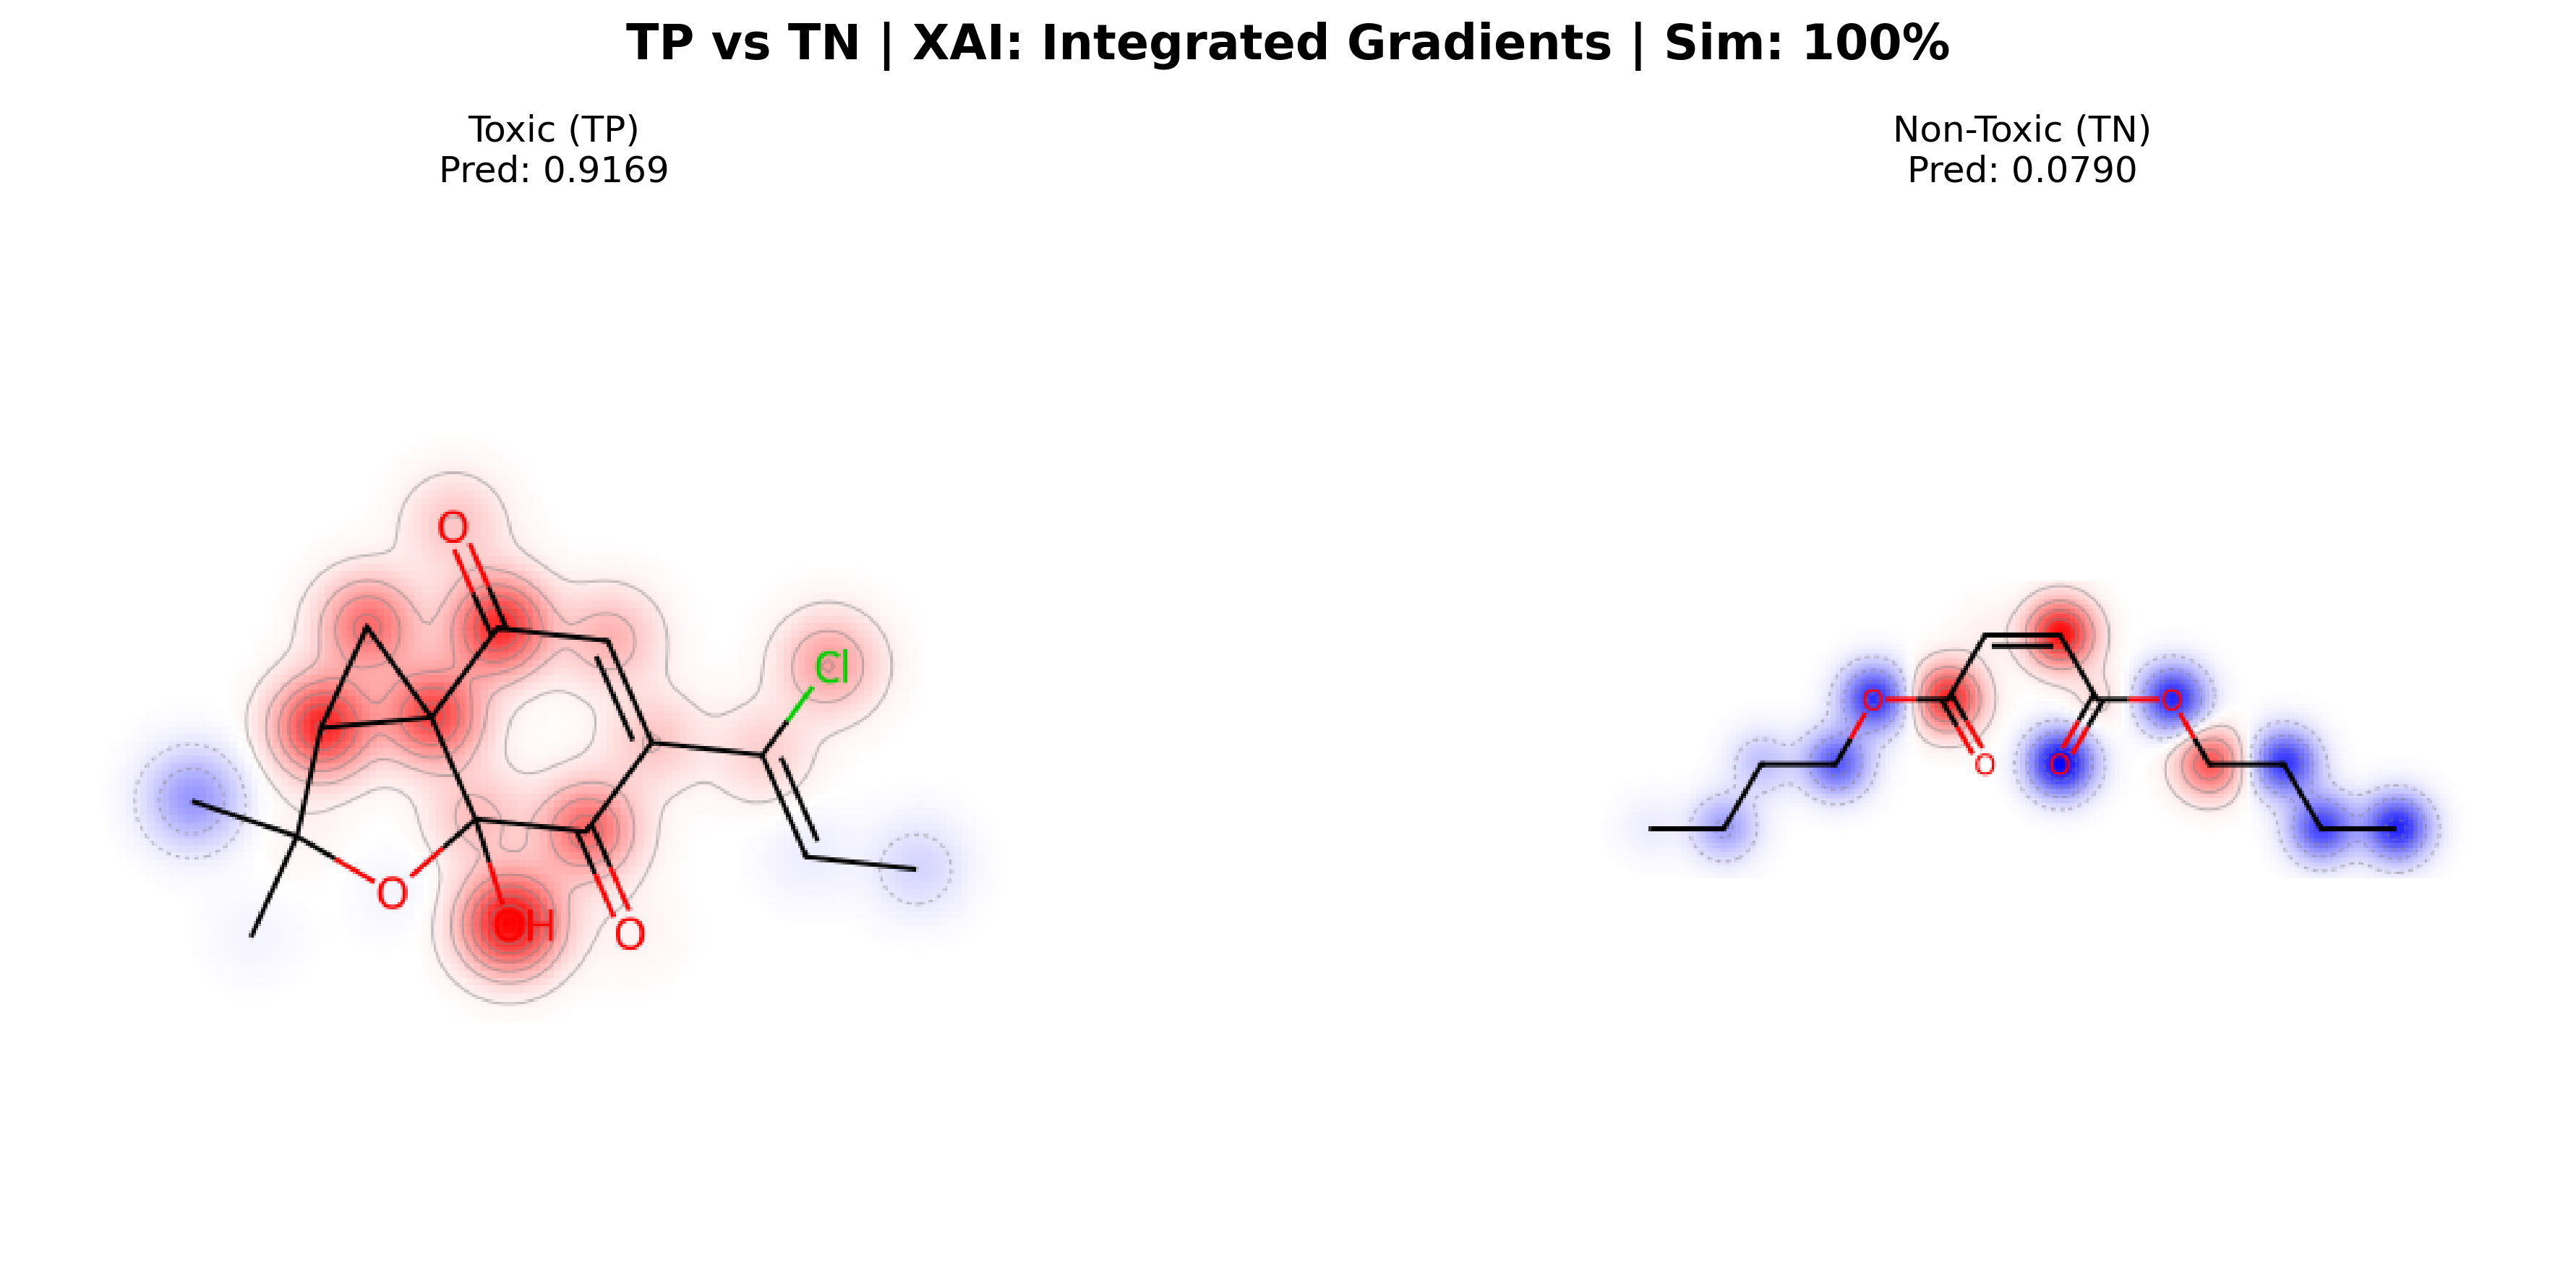 TP vs TN | XAI: Integrated Gradients | Sim: 100%
Toxic (TP)
Pred: 0.9169
Non-Toxic (TN)
Pred: 0.0790
O
Cl
O
OH
O
O
O
O
O